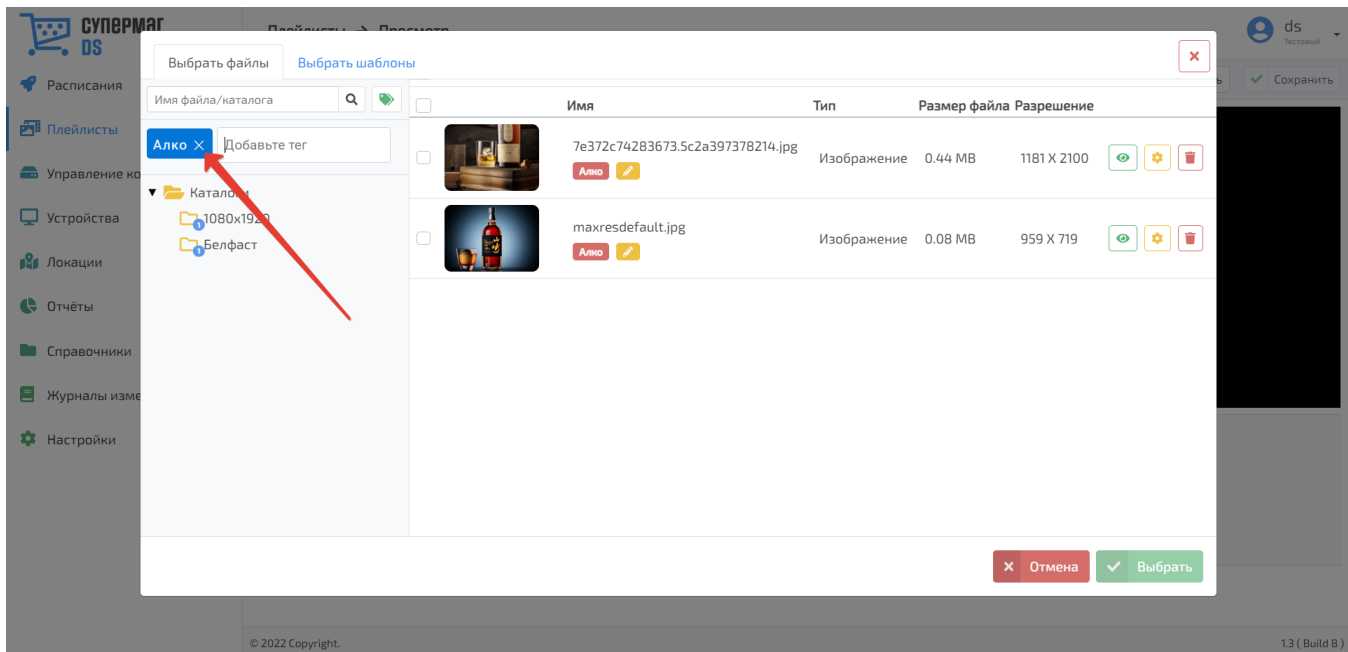 СУПЕРМАГ
DS
Плейлисты → Просмотр
ds
Тестовый
Расписания
Плейлисты
Управление ко
Устройства
Локации
Отчёты
Справочники
Журналы изме
Настройки
Выбрать файлы
Выбрать шаблоны
Сохранить
Имя файла/каталога
Алко
Добавьте тег
Каталоги
1080x1920
1
Белфаст
1
Имя
Тип
Размер файла
Разрешение
7e372c74283673.5c2a397378214.jpg
Алко
Изображение
0.44 MB
1181 X 2100
maxresdefault.jpg
Алко
Изображение
0.08 MB
959 X 719
Отмена
Выбрать
© 2022 Copyright.
1.3 ( Build 8 )